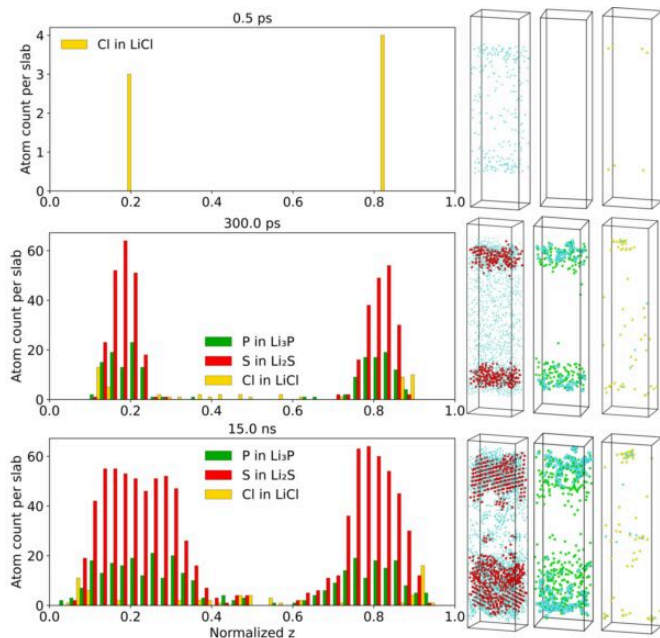 0.5 ps
Atom count per slab
4
3
2
1
0
Cl in LiCl
0.0 0.2 0.4 0.6 0.8 1.0
300.0 ps
Atom count per slab
60
40
20
0
P in Li₃P
S in Li₂S
Cl in LiCl
0.0 0.2 0.4 0.6 0.8 1.0
15.0 ns
Atom count per slab
60
40
20
0
P in Li₃P
S in Li₂S
Cl in LiCl
0.0 0.2 0.4 0.6 0.8 1.0
Normalized z